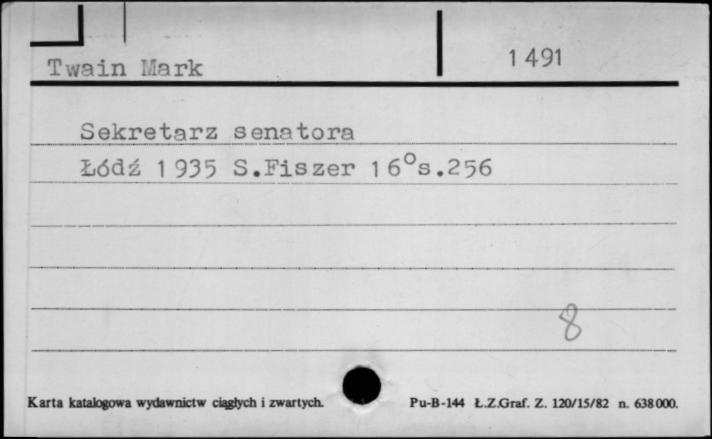 Twain Mark 1491
Sekretarz senatora
Łódź 1935 S.Fiszer 16°s.256
8
Karta katalogowa wydawnictw ciągłych i zwartych. Pu-B-144 Ł.Z.Graf. Z. 120/15/82 n. 638000.